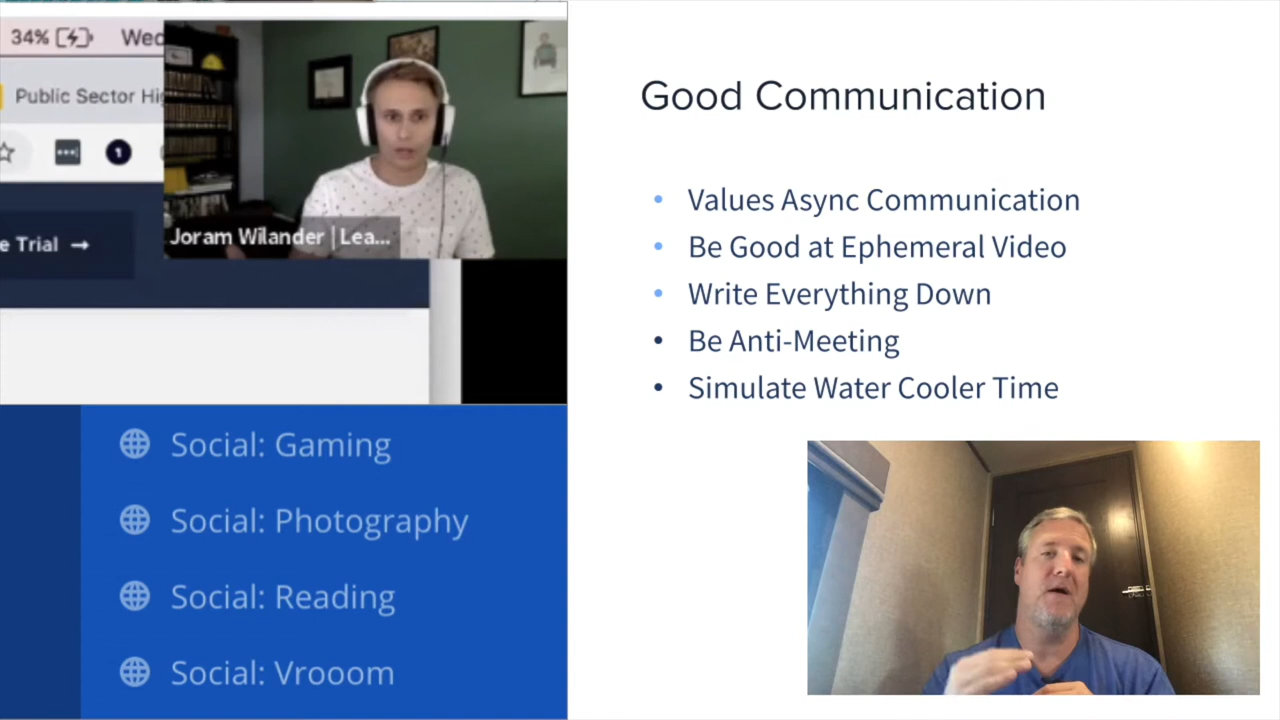 34%
Wed
Public Sector Hig
1
e Trial →
Joram Wilander | Lea...
Social: Gaming
Social: Photography
Social: Reading
Social: Vrooom
Good Communication
• Values Async Communication
• Be Good at Ephemeral Video
• Write Everything Down
• Be Anti-Meeting
• Simulate Water Cooler Time